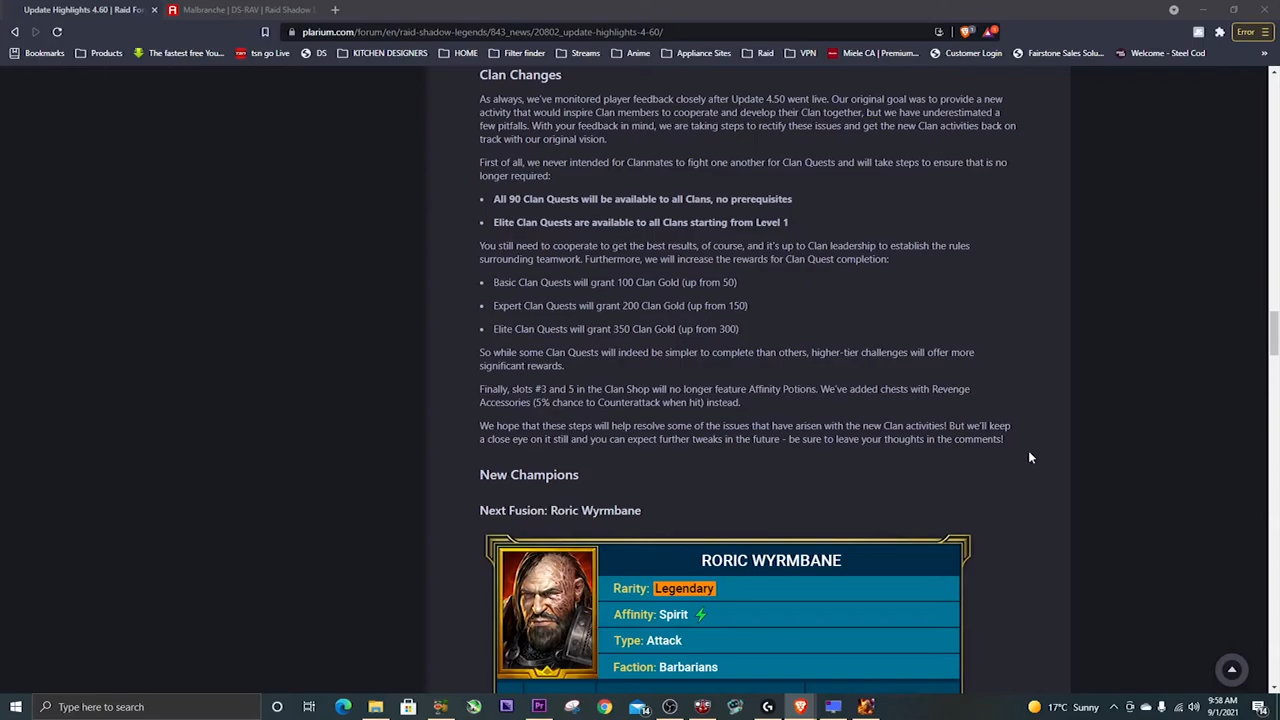 Update Highlights 4.60 | Raid For
Malbranche | DS-RAV | Raid Shadow
plarium.com/forum/en/raid-shadow-legends/843_news/20802_update-highlights-4-60/
Error
Bookmarks
Products
The fastest free You...
tsn go Live
DS
KITCHEN DESIGNERS
HOME
Filter finder
Stuff
Anime
Appliance Sites
Raid
VPN
Miele CA | Premium...
Customer Login
Fairstone Sales Solu...
Welcome - Steel Cod
Clan Changes
As always, we've monitored player feedback closely after Update 4.50 went live. Our original goal was to provide a new
activity that would inspire Clan members to cooperate and develop their Clan together, but we have underestimated a
few pitfalls. With your feedback in mind, we are taking steps to rectify these issues and get the new Clan activities back on
track with our original vision.
First of all, we never intended for Clanmates to fight one another for Clan Quests and will take steps to ensure that is no
longer required:
• All 90 Clan Quests will be available to all Clans, no prerequisites
• Elite Clan Quests are available to all Clans starting from Level 1
You still need to cooperate to get the best results, of course, and it's up to Clan leadership to establish the rules
surrounding teamwork. Furthermore, we will increase the rewards for Clan Quest completion:
• Basic Clan Quests will grant 100 Clan Gold (up from 50)
• Expert Clan Quests will grant 200 Clan Gold (up from 150)
• Elite Clan Quests will grant 350 Clan Gold (up from 300)
So while some Clan Quests will indeed be simpler to complete than others, higher-tier challenges will offer more
significant rewards.
Finally, slots #3 and 5 in the Clan Shop will no longer feature Affinity Potions. We've added chests with Revenge
Accessories (5% chance to Counterattack when hit) instead.
We hope that these steps will help resolve some of the issues that have arisen with the new Clan activities! But we'll keep
a close eye on it still and you can expect further tweaks in the future - be sure to leave your thoughts in the comments!
New Champions
Next Fusion: Roric Wyrmbane
RORIC WYRMBANE
Rarity: Legendary
Affinity: Spirit
Type: Attack
Faction: Barbarians
Type here to search
17°C Sunny
9:58 AM
9/1/2021